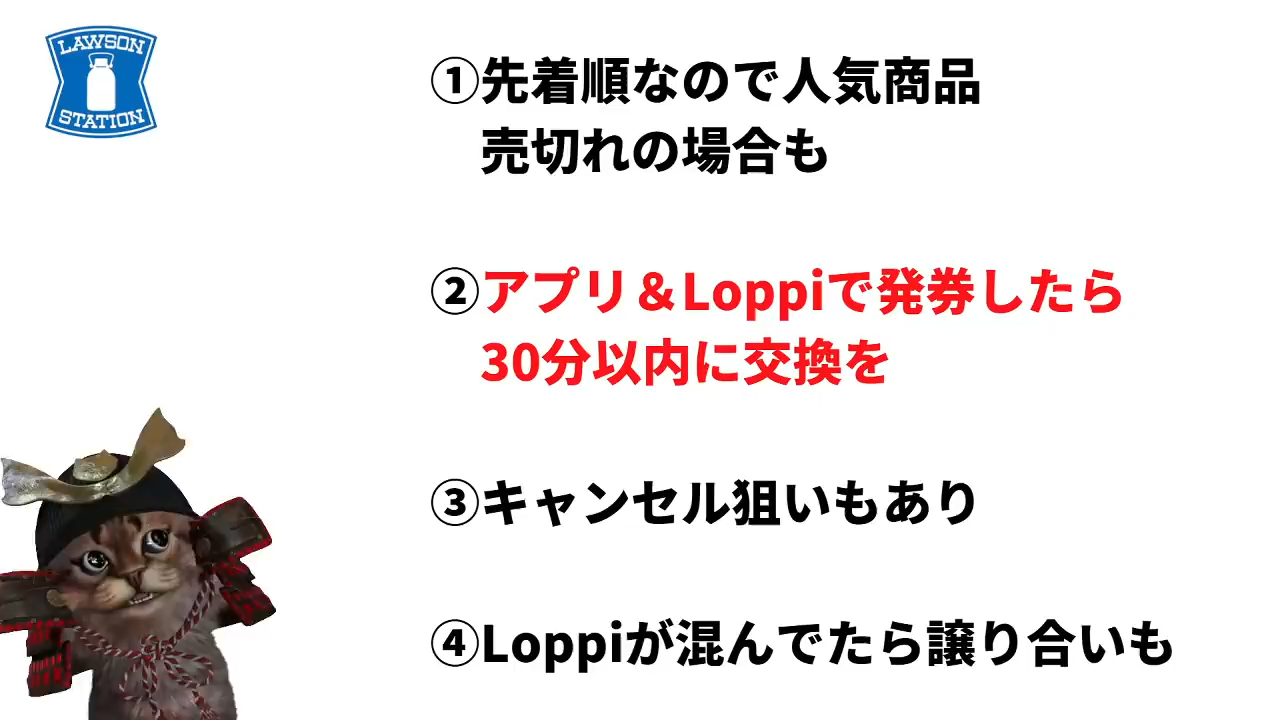 LAWSON
STATION
①先着順なので人気商品
売切れの場合も
②アプリ＆Loppiで発券したら
30分以内に交換を
③キャンセル狙いもあり
④Loppiが混んでたら譲り合いも